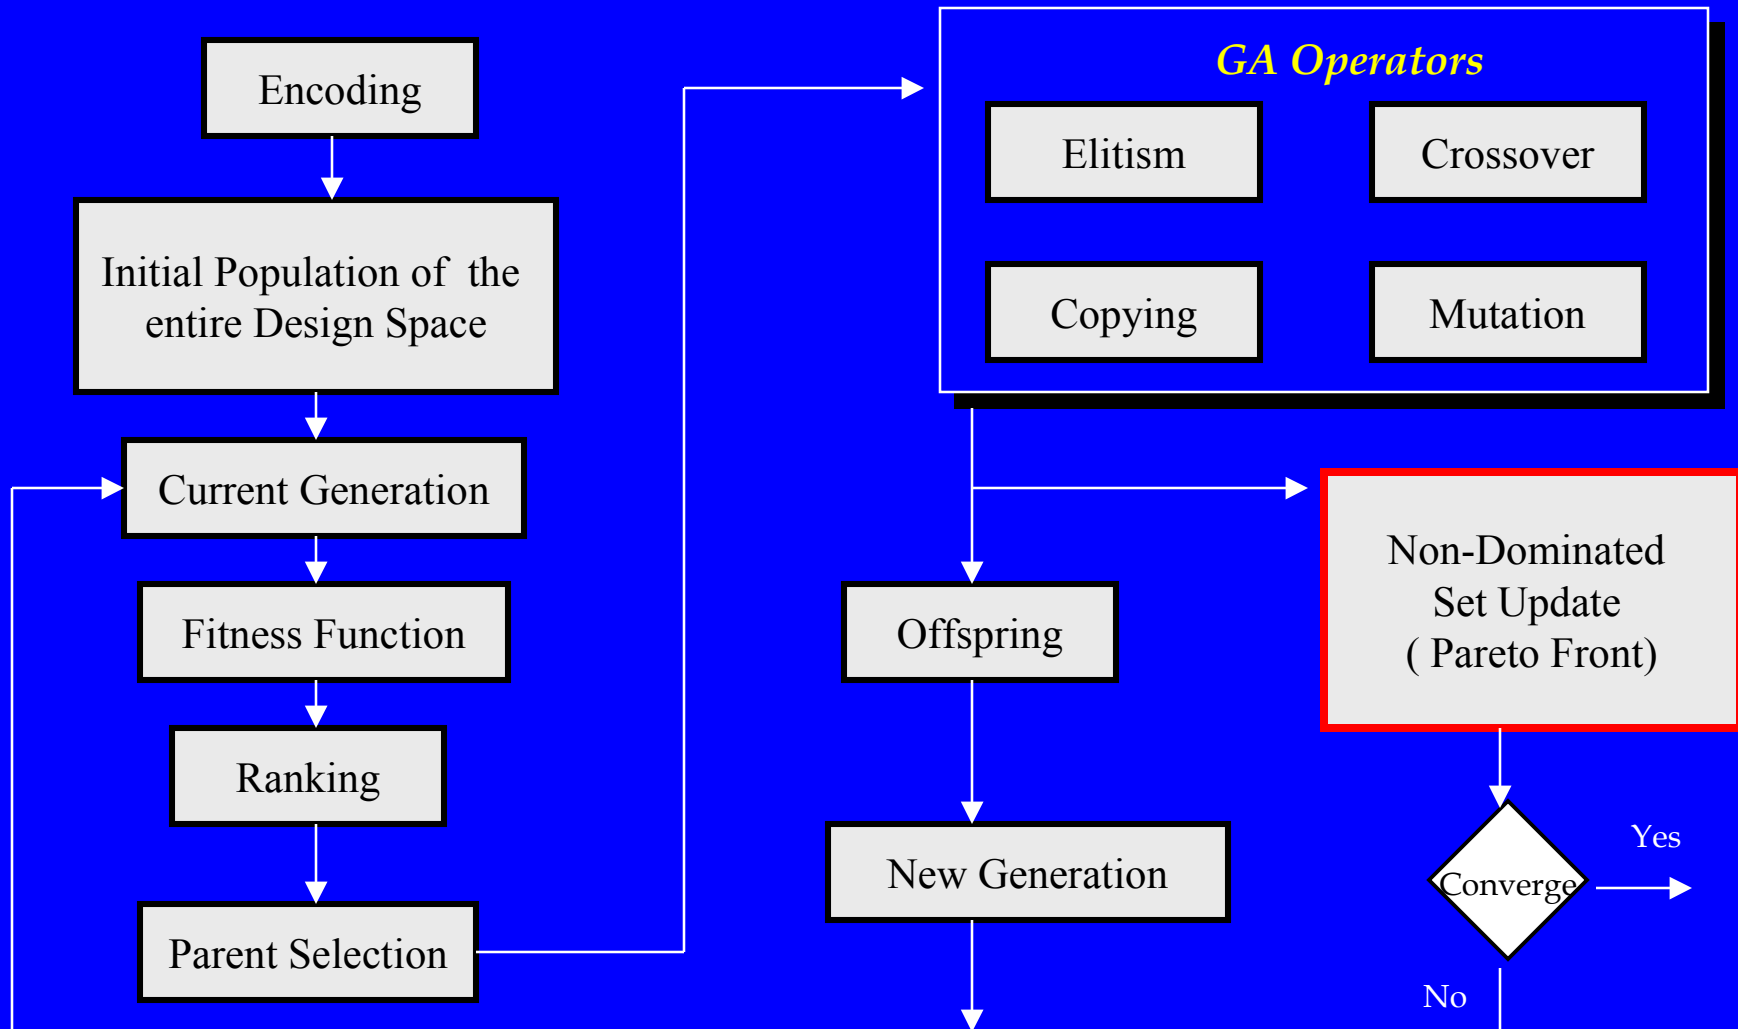 Encoding
Initial Population of the
entire Design Space
Current Generation
Fitness Function
Ranking
Parent Selection
GA Operators
Elitism
Crossover
Copying
Mutation
Offspring
New Generation
Non-Dominated
Set Update
( Pareto Front)
Converge
Yes
No